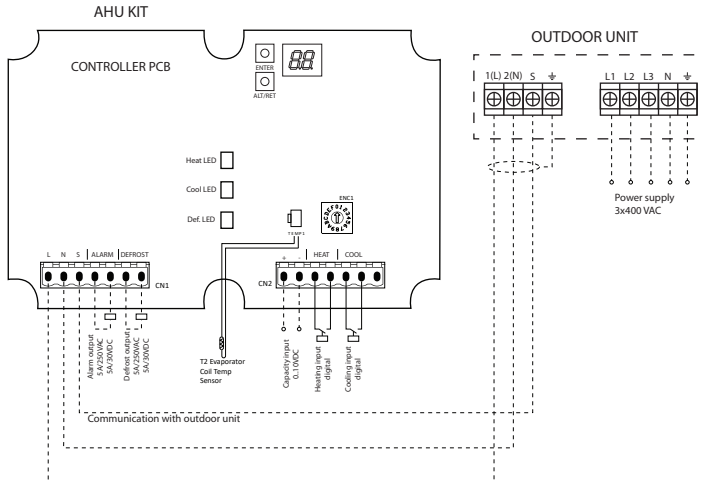 AHU KIT
OUTDOOR UNIT
CONTROLLER PCB
ENTER
ALT/RET
88
1(L) 2(N) S ⏚
L1 L2 L3 N ⏚
Power supply
3x400 VAC
Heat LED
Cool LED
Def. LED
ENC1
TEMP1
L N S ALARM DEFROST
CN1
+ - HEAT COOL
CN2
Alarm output
5A/250VAC
5A/30VDC
Defrost output
5A/250VAC
5A/30VDC
T2 Evaporator
Coil Temp
Sensor
Capacity input
0..10VDC
Heating input
digital
Cooling input
digital
Communication with outdoor unit